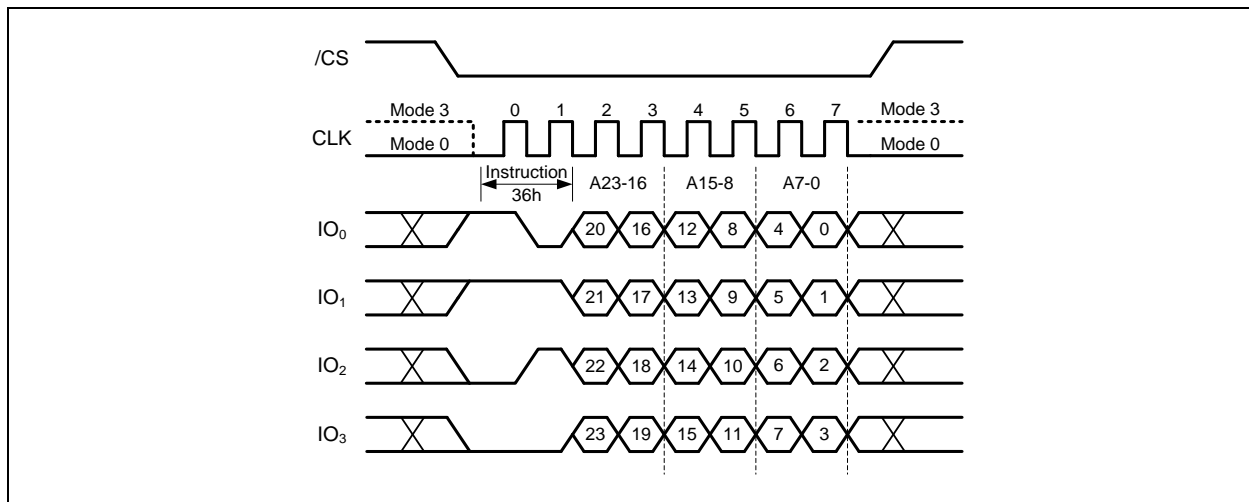 /CS
Mode 3 0 1 2 3 4 5 6 7 Mode 3
CLK
Mode 0 Mode 0
Instruction
36h
A23-16 A15-8 A7-0
IO₀ 20 16 12 8 4 0
IO₁ 21 17 13 9 5 1
IO₂ 22 18 14 10 6 2
IO₃ 23 19 15 11 7 3